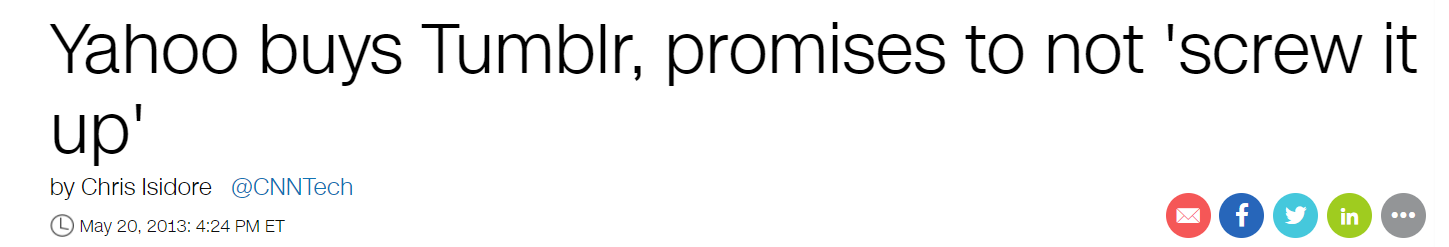 Yahoo buys Tumblr, promises to not 'screw it
up'
by Chris Isidore @CNNTech
May 20, 2013: 4:24 PM ET
f in